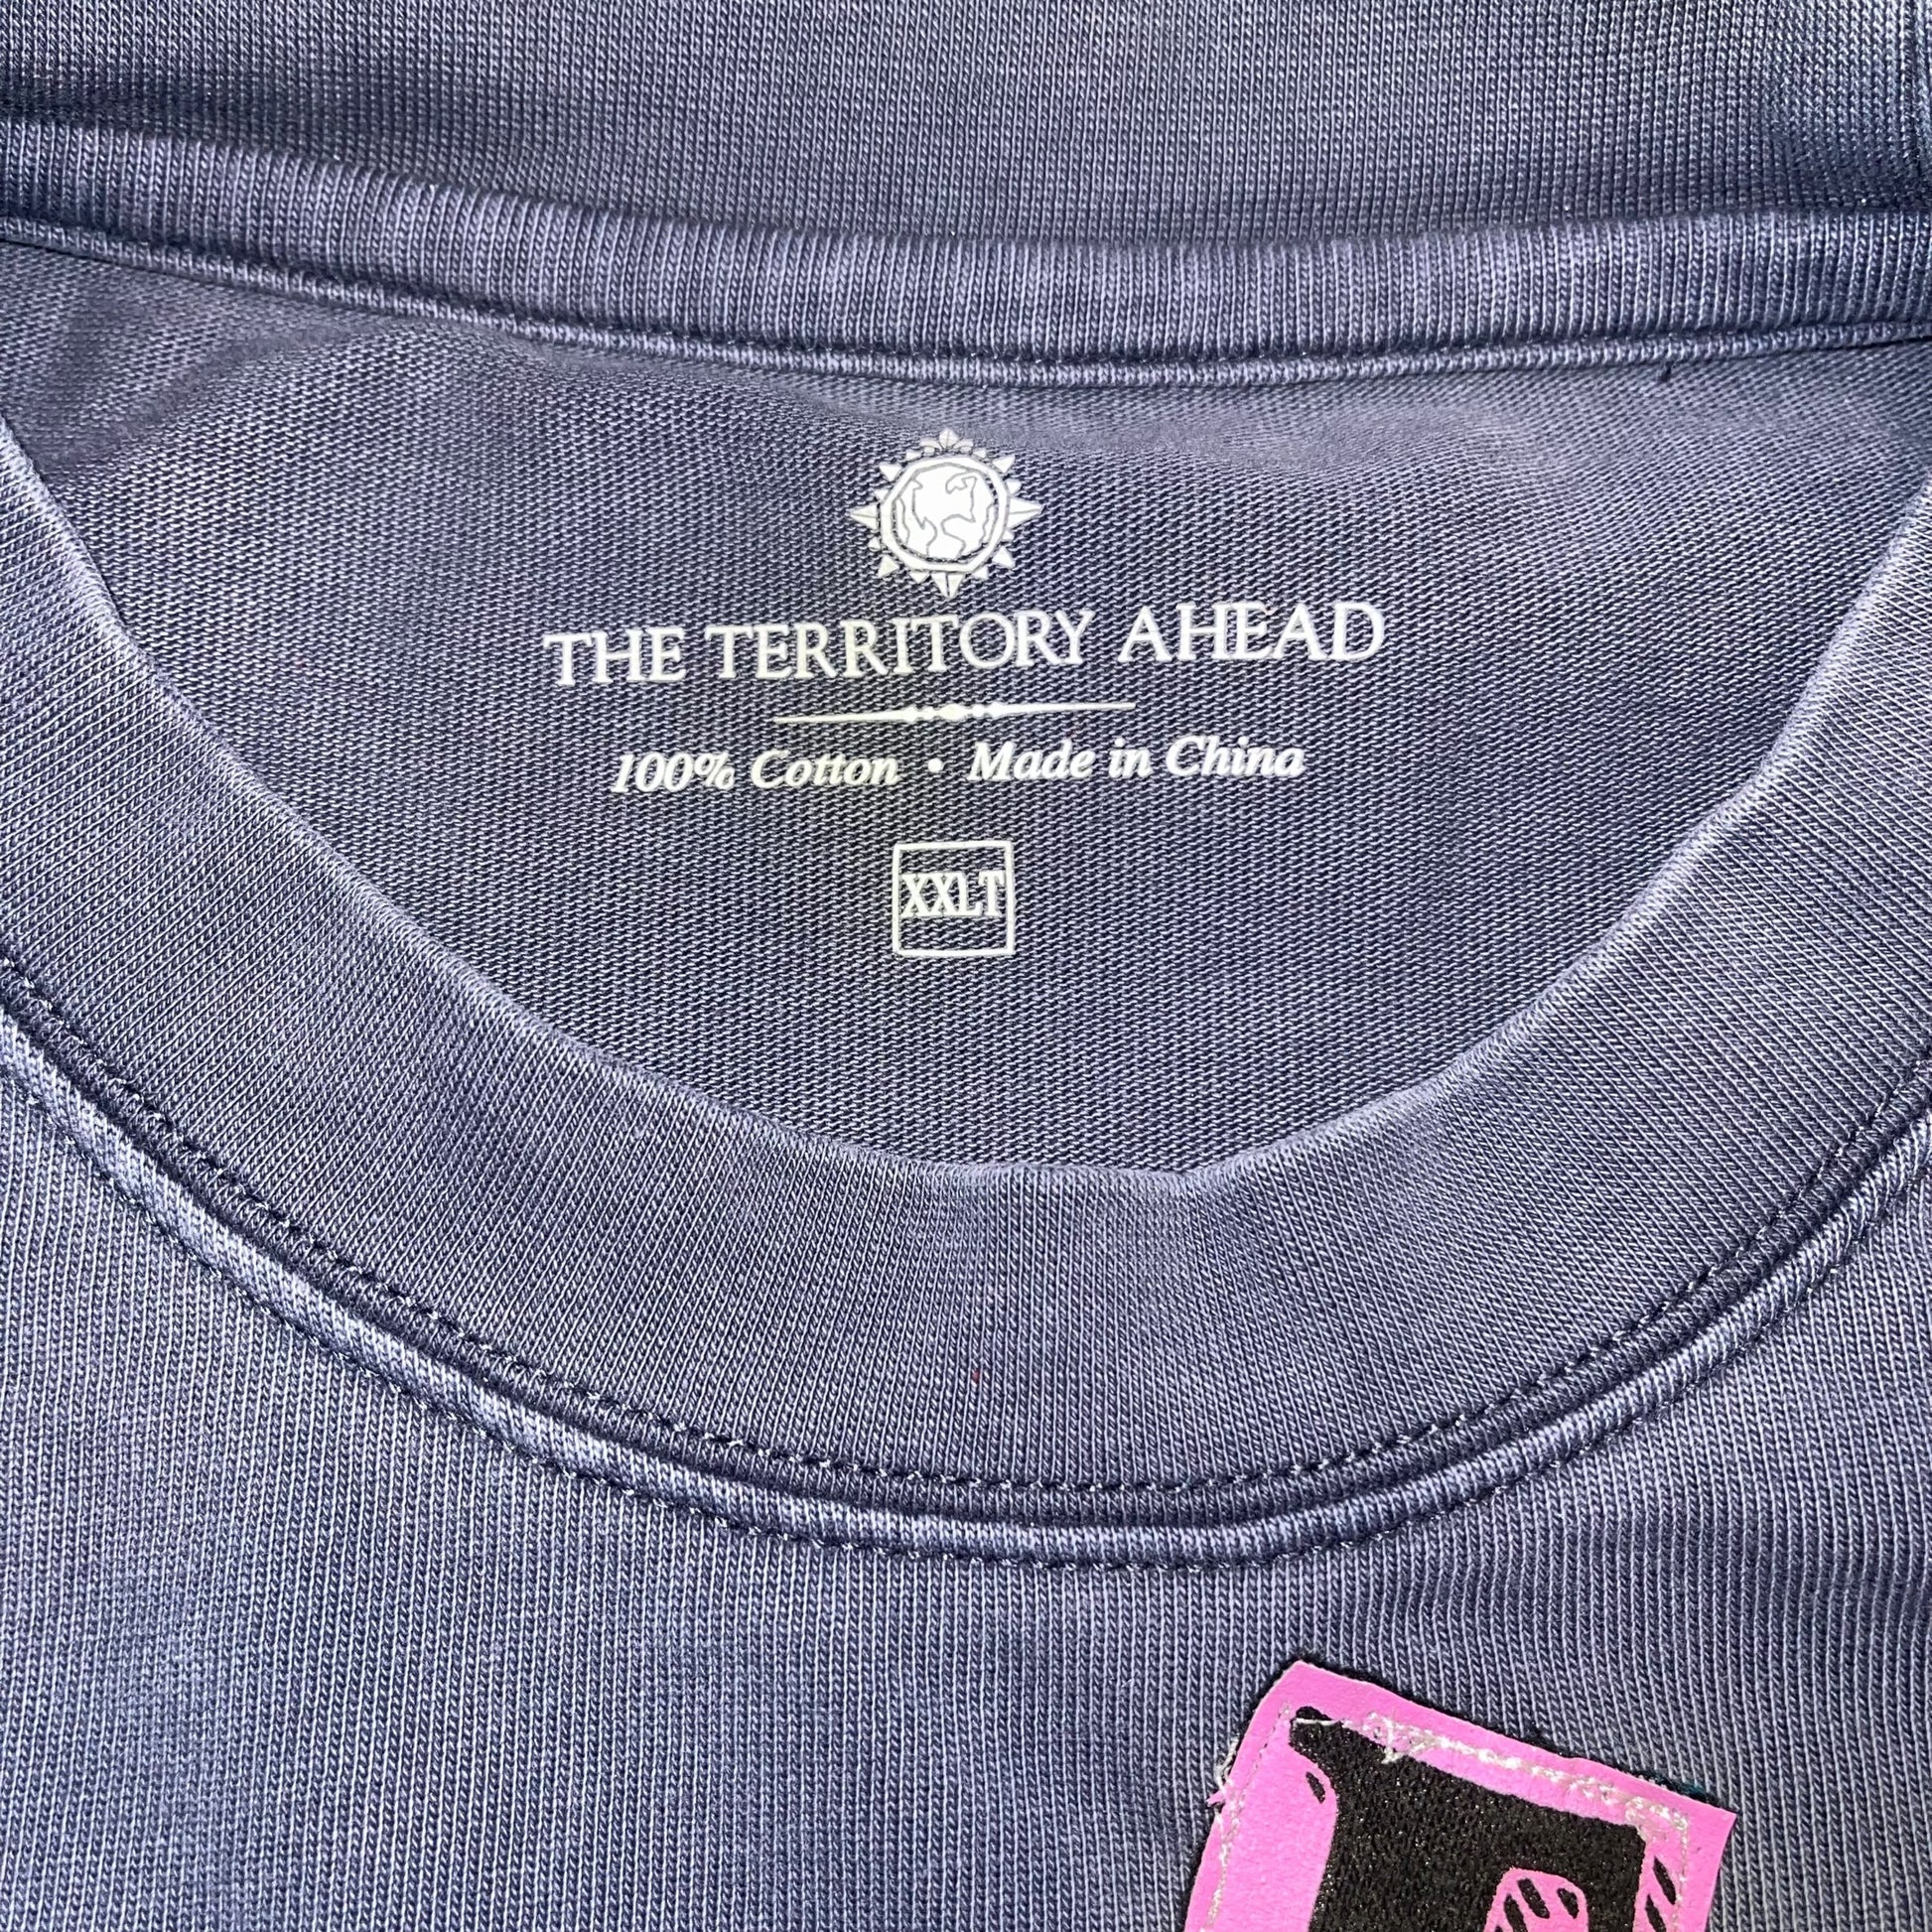 THE TERRITORY AHEAD
100% Cotton • Made in China
XXLT